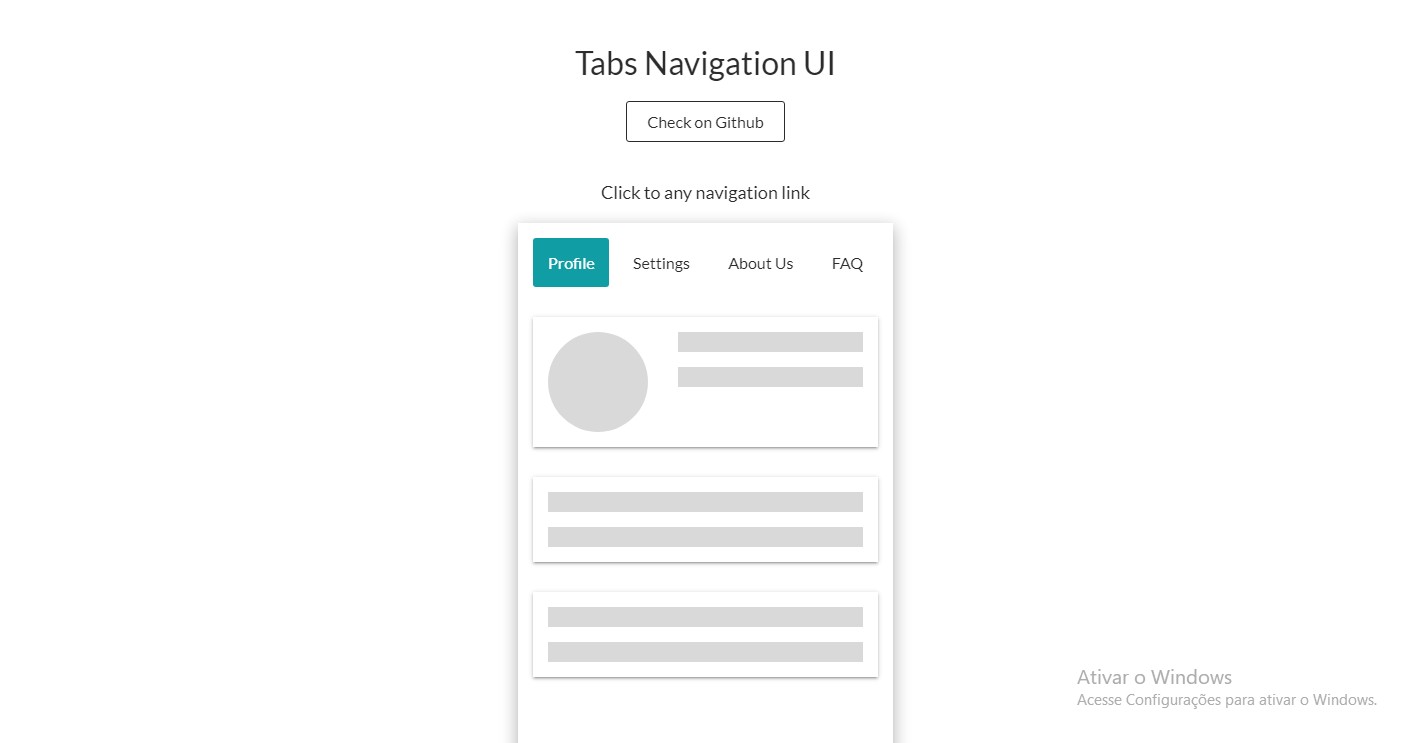 Tabs Navigation UI
Check on Github
Click to any navigation link
Profile Settings About Us FAQ
Ativar o Windows
Acesse Configurações para ativar o Windows.